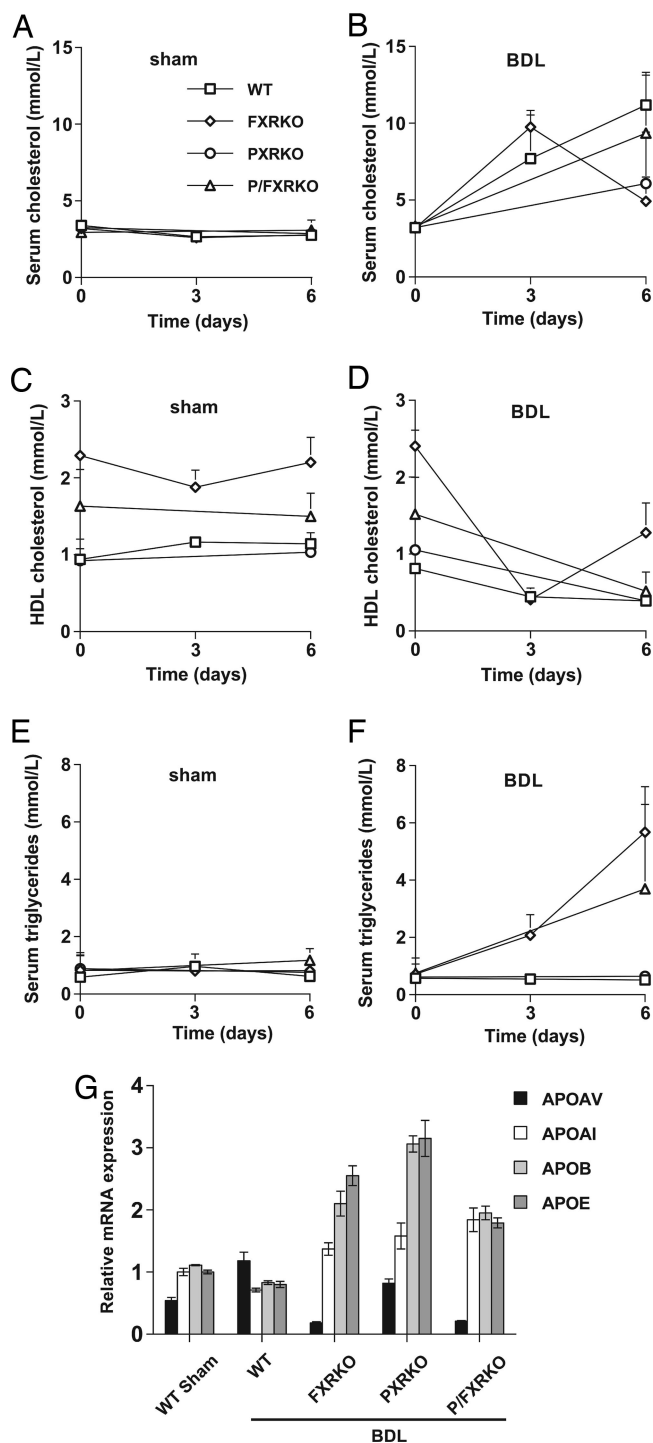 A
sham
Serum cholesterol (mmol/L)
15
10
5
0
0 3 6
Time (days)
WT
FXRKO
PXRKO
P/FXRKO
B
BDL
Serum cholesterol (mmol/L)
15
10
5
0
0 3 6
Time (days)
C
sham
HDL cholesterol (mmol/L)
3
2
1
0
0 3 6
Time (days)
D
BDL
HDL cholesterol (mmol/L)
3
2
1
0
0 3 6
Time (days)
E
sham
Serum triglycerides (mmol/L)
8
6
4
2
0
0 3 6
Time (days)
F
BDL
Serum triglycerides (mmol/L)
8
6
4
2
0
0 3 6
Time (days)
G
Relative mRNA expression
4
3
2
1
0
APOAV
APOAI
APOB
APOE
WT Sham
WT
FXRKO
PXRKO
P/FXRKO
BDL